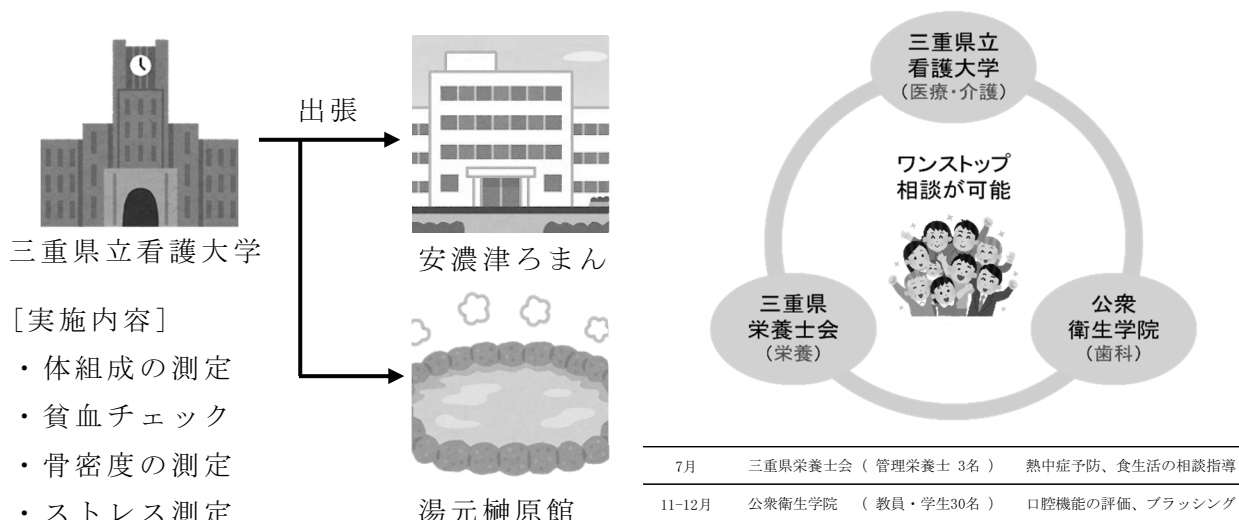 出張
三重県立看護大学
安濃津ろまん
[実施内容]
・体組成の測定
・貧血チェック
・骨密度の測定
・ストレス測定
湯元榊原館
三重県立
看護大学
(医療・介護)
ワンストップ
相談が可能
三重県
栄養士会
(栄養)
公衆
衛生学院
(歯科)
7月 三重県栄養士会 ( 管理栄養士 3名 ) 熱中症予防、食生活の相談指導
11-12月 公衆衛生学院 ( 教員・学生30名 ) 口腔機能の評価、ブラッシング